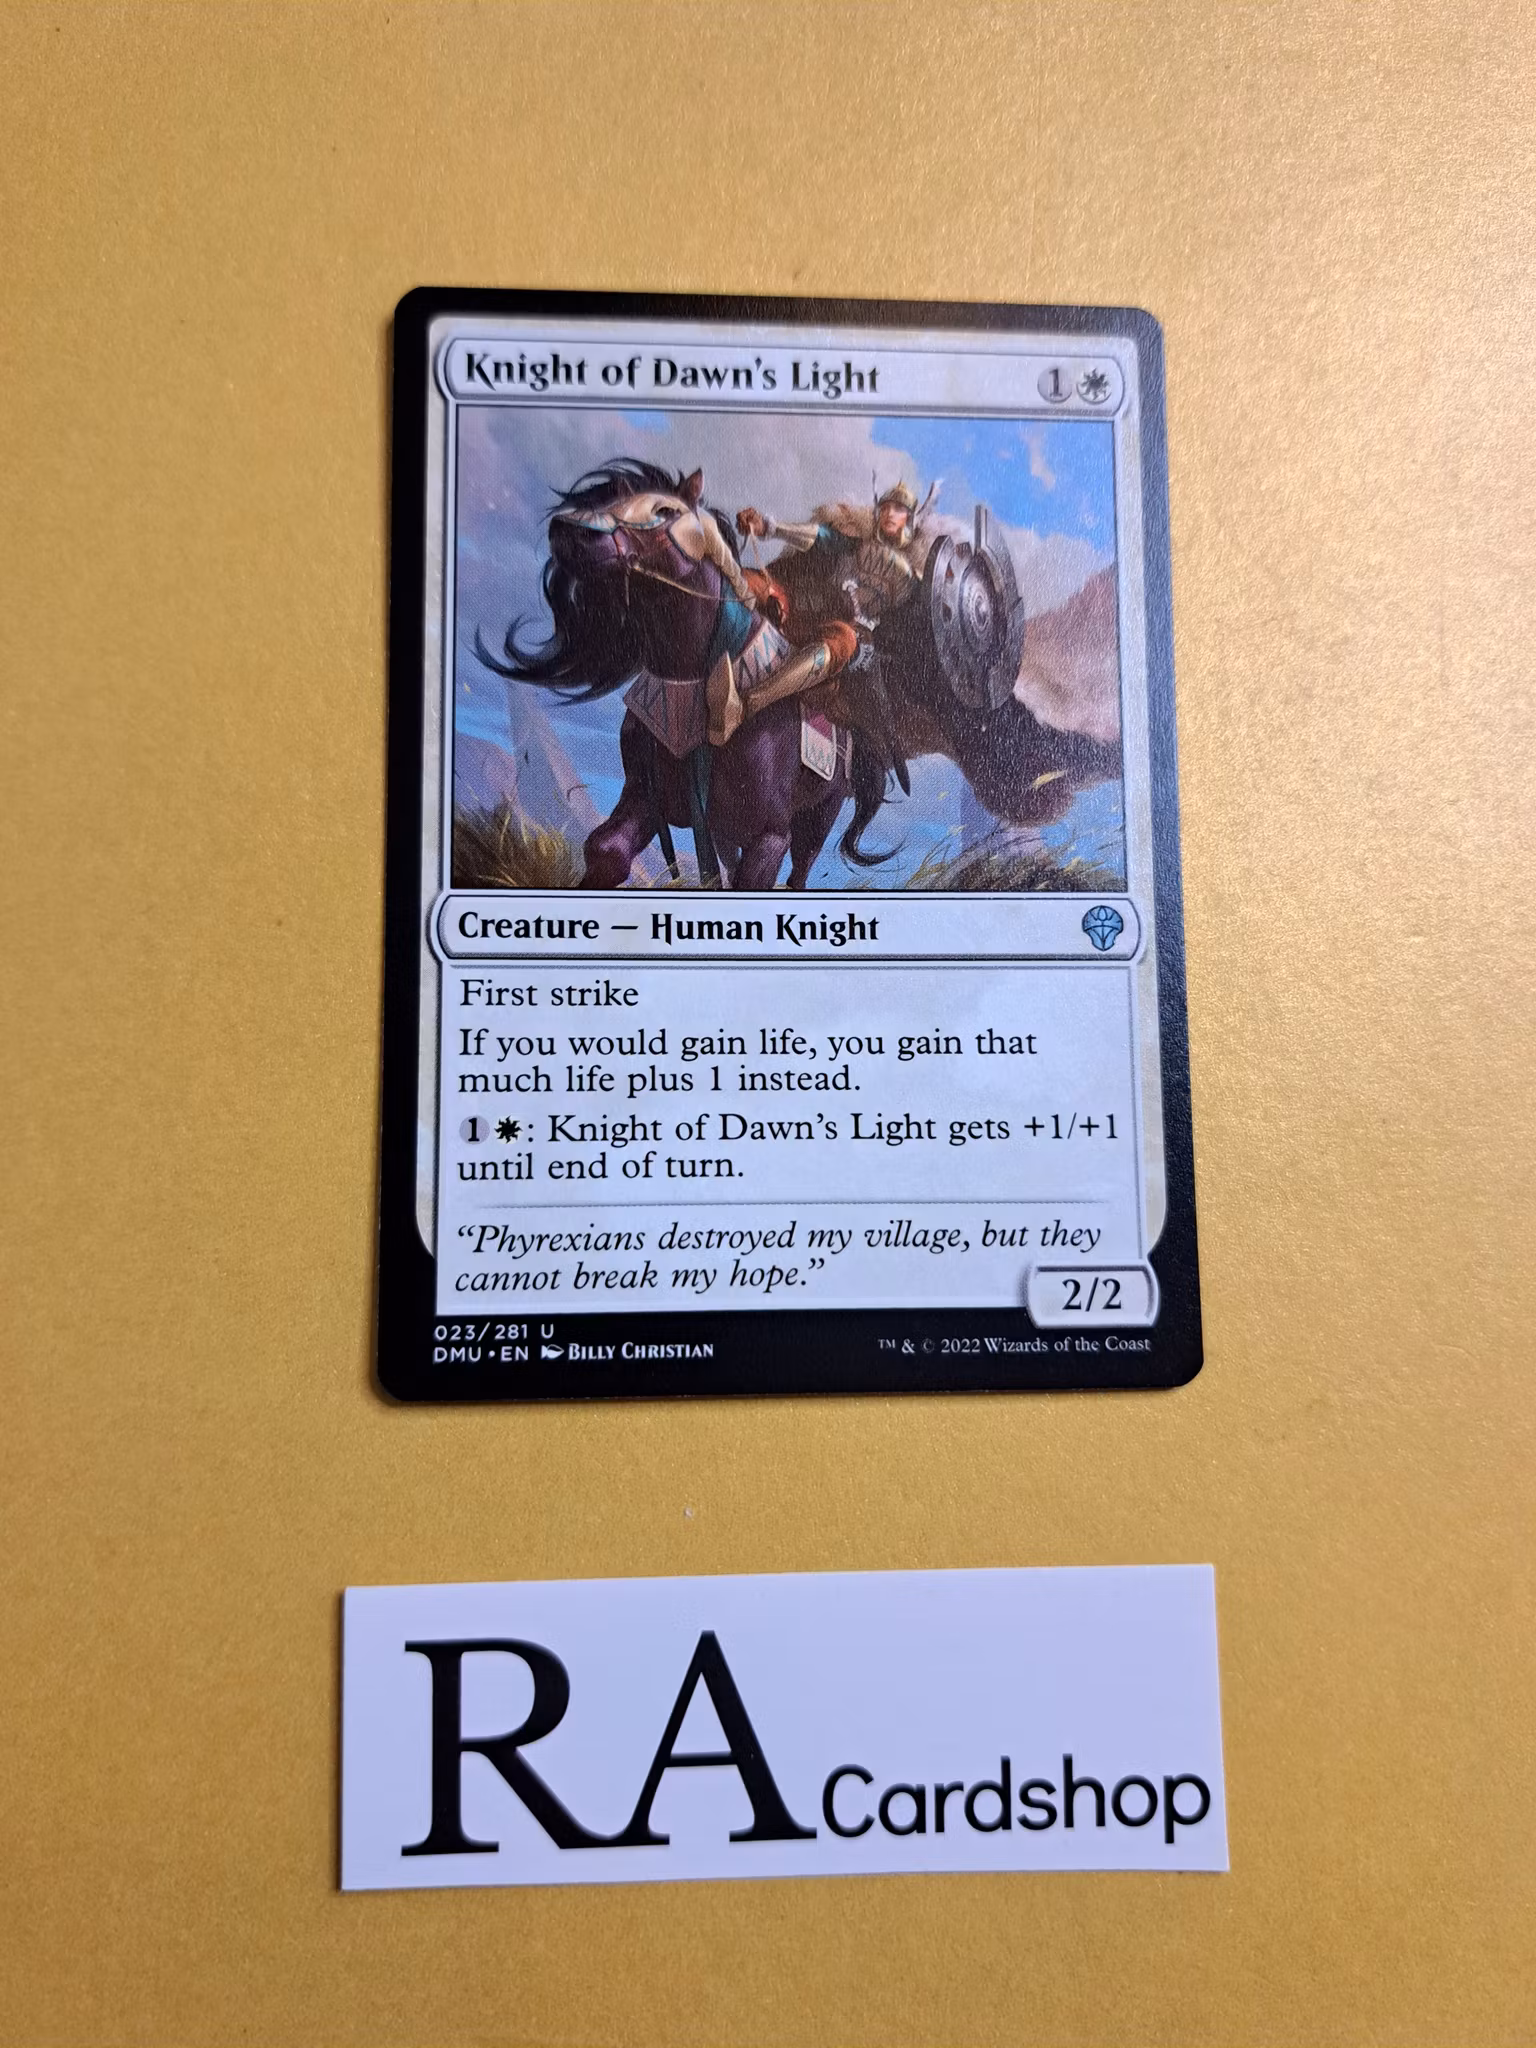 Knight of Dawn's Light 1
Creature — Human Knight
First strike
If you would gain life, you gain that
much life plus 1 instead.
1 : Knight of Dawn's Light gets +1/+1
until end of turn.
“Phyrexians destroyed my village, but they
cannot break my hope.”
2/2
023/281 U
DMU • EN BILLY CHRISTIAN
™ & © 2022 Wizards of the Coast
RA Cardshop